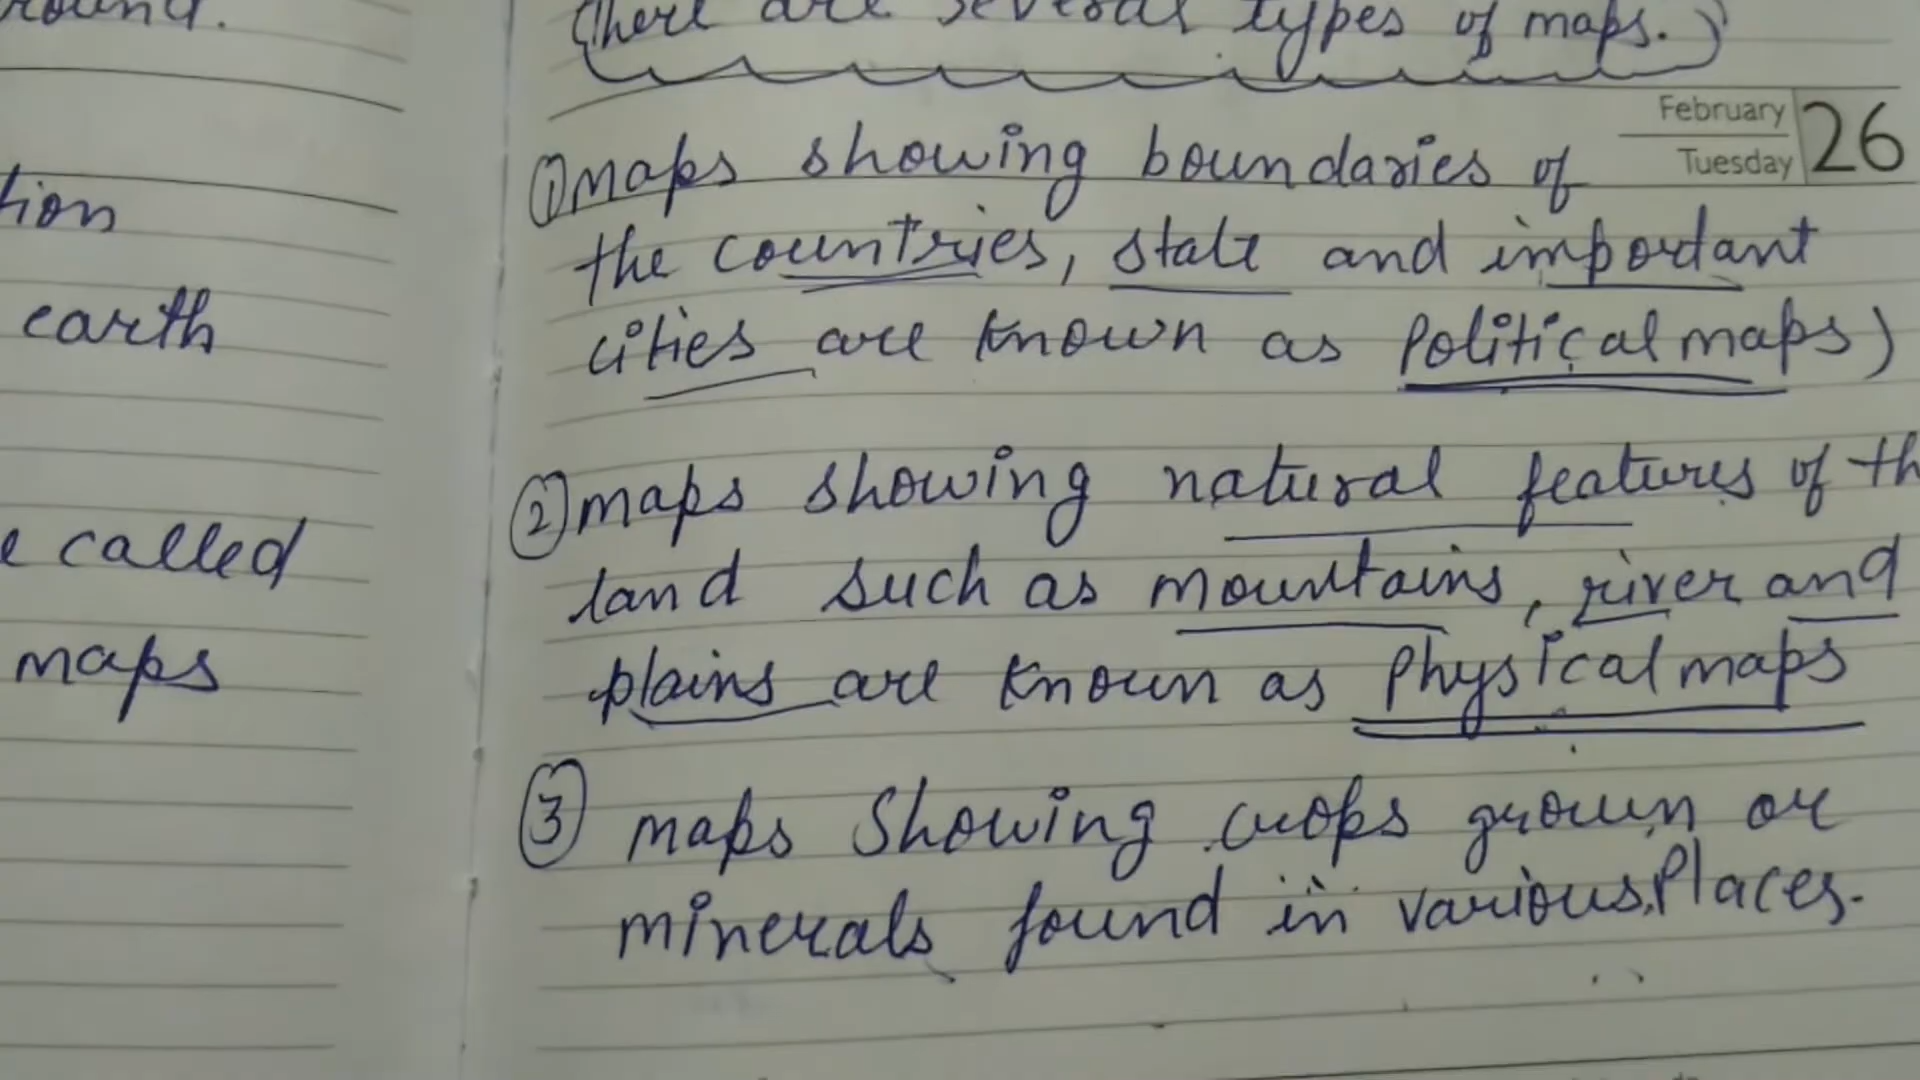 round.
tion
earth
e called
maps
(There are several types of maps.)
February
Tuesday
26
① maps showing boundaries of
the countries, state and important
cities are known as Political maps)
② maps showing natural features of th
land such as mountains, river and
plains are known as Physical maps
③ maps showing crops grown or
minerals found in various Places.